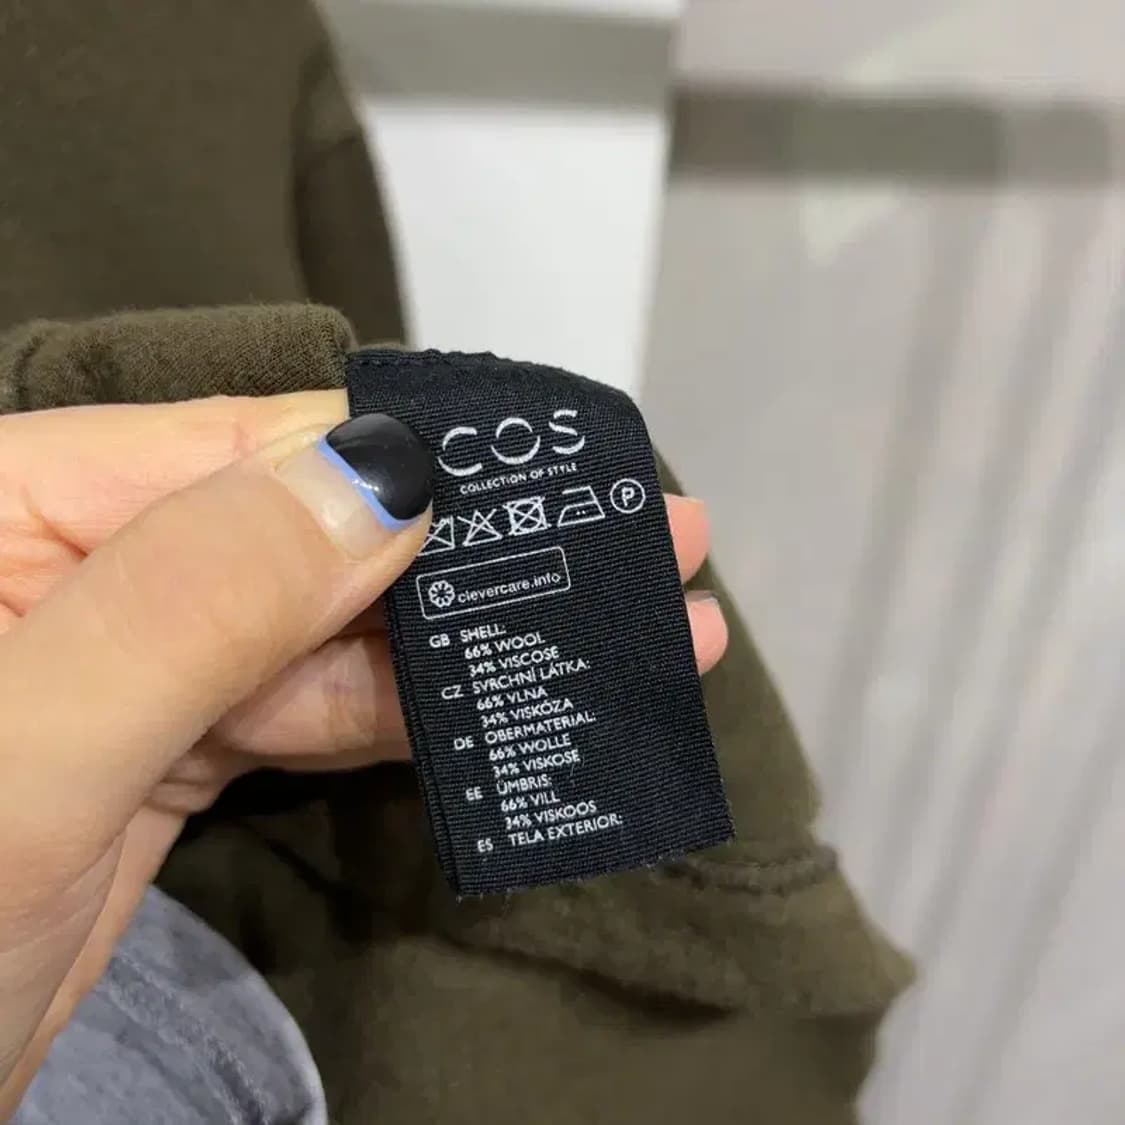 COS
COLLECTION OF STYLE
P
clevercare.info
GB SHELL:
66% WOOL
34% VISCOSE
CZ SVRCHNÍ LÁTKA:
66% VLNA
34% VISKÓZA
DE OBERMATERIAL:
66% WOLLE
34% VISKOSE
EE ÜMBRIS:
66% VILL
34% VISKOOS
ES TELA EXTERIOR: